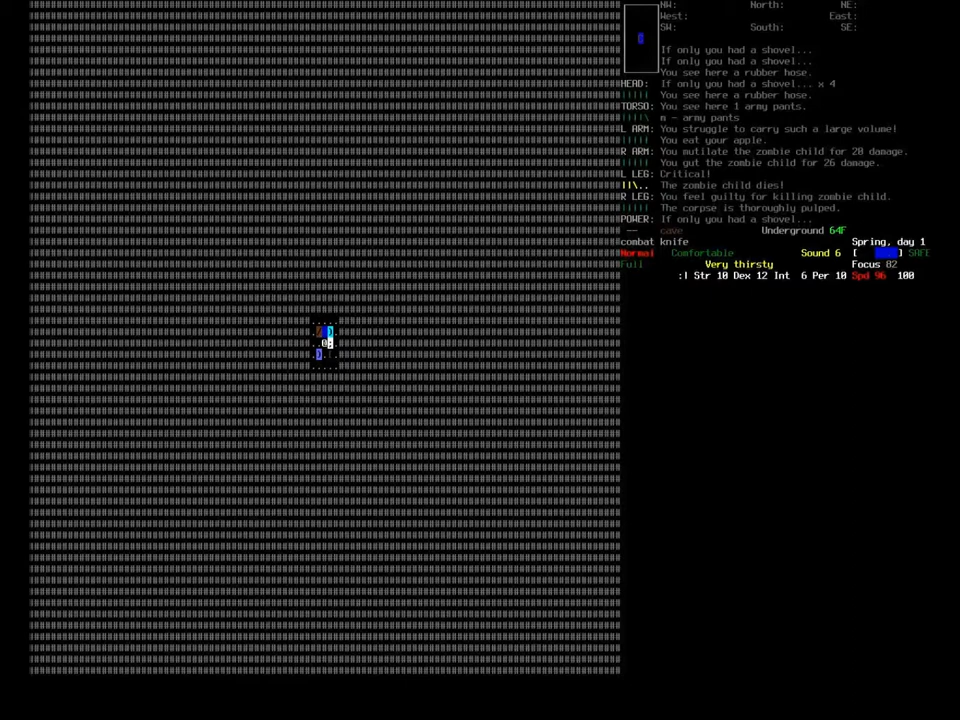 NW: North: NE:
West: East:
SW: South: SE:
If only you had a shovel...
If only you had a shovel...
You see here a rubber hose.
HEAD: If only you had a shovel... x 4
You see here a rubber hose.
TORSO: You see here 1 army pants.
m - army pants
L ARM: You struggle to carry such a large volume!
You eat your apple.
R ARM: You mutilate the zombie child for 28 damage.
You gut the zombie child for 26 damage.
L LEG: Critical!
The zombie child dies!
R LEG: You feel guilty for killing zombie child.
The corpse is thoroughly pulped.
POWER: If only you had a shovel...
-- cave Underground 64F
combat knife Spring, day 1
Normal Comfortable Sound 6 [ ] SAFE
Full Very thirsty Focus 82
:| Str 10 Dex 12 Int 6 Per 10 Spd 96 100